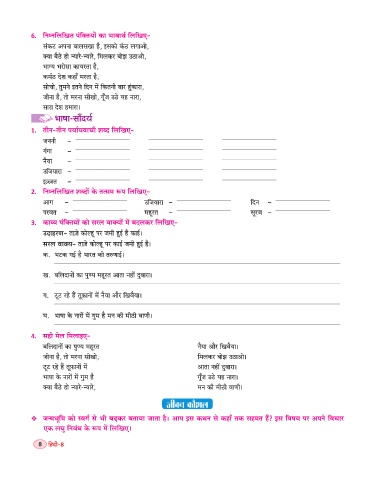 6. निम्नलिखित पंक्तियों का भावार्थ लिखिए–
संकट अपना बालसखा है, इसको कंठ लगाओ,
क्या बैठे हो न्यारे-न्यारे, मिलकर बोझ उठाओ,
भाग्य भरोसा कायरता है,
कर्मठ देश कहाँ मरता है,
सोचो, तुमने इतने दिन में कितनी बार हुंकारा,
जीना है, तो मरना सीखो, गूँज उठे यह नारा,
सारा देश हमारा।
भाषा-सौंदर्य
1. तीन-तीन पर्यायवाची शब्द लिखिए–
जननी –
गंगा –
नैया –
उजियारा –
इज़्ज़त –
2. निम्नलिखित शब्दों के तत्सम रूप लिखिए–
आग – उजियारा – दिन –
परबत – महूरत – सूरज –
3. काव्य पंक्तियों को सरल वाक्यों में बदलकर लिखिए–
उदाहरण– ताज़े कोल्हू पर जमी हुई है काई।
सरल वाक्य– ताज़े कोल्हू पर काई जमी हुई है।
क. भटक गई है भारत की तरुणाई।
ख. बलिदानों का पुण्य महूरत आता नहीं दुबारा।
ग. टूट रहे हैं तूफ़ानों में नैया और खिवैया।
घ. भाषा के नारों में गुम है मन की मीठी वाणी।
4. सही मेल मिलाइए–
बलिदानों का पुण्य महूरत नैया और खिवैया।
जीना है, तो मरना सीखो, मिलकर बोझ उठाओ।
टूट रहे हैं तूफ़ानों में आता नहीं दुबारा।
भाषा के नारों में गुम है गूँज उठे यह नारा।
क्या बैठे हो न्यारे-न्यारे, मन की मीठी वाणी।
जीवन कौशल
❖ जन्मभूमि को स्वर्ग से भी बढ़कर बताया जाता है। आप इस कथन से कहाँ तक सहमत हैं? इस विषय पर अपने विचार
एक लघु निबंध के रूप में लिखिए।
8 हिन्दी-8